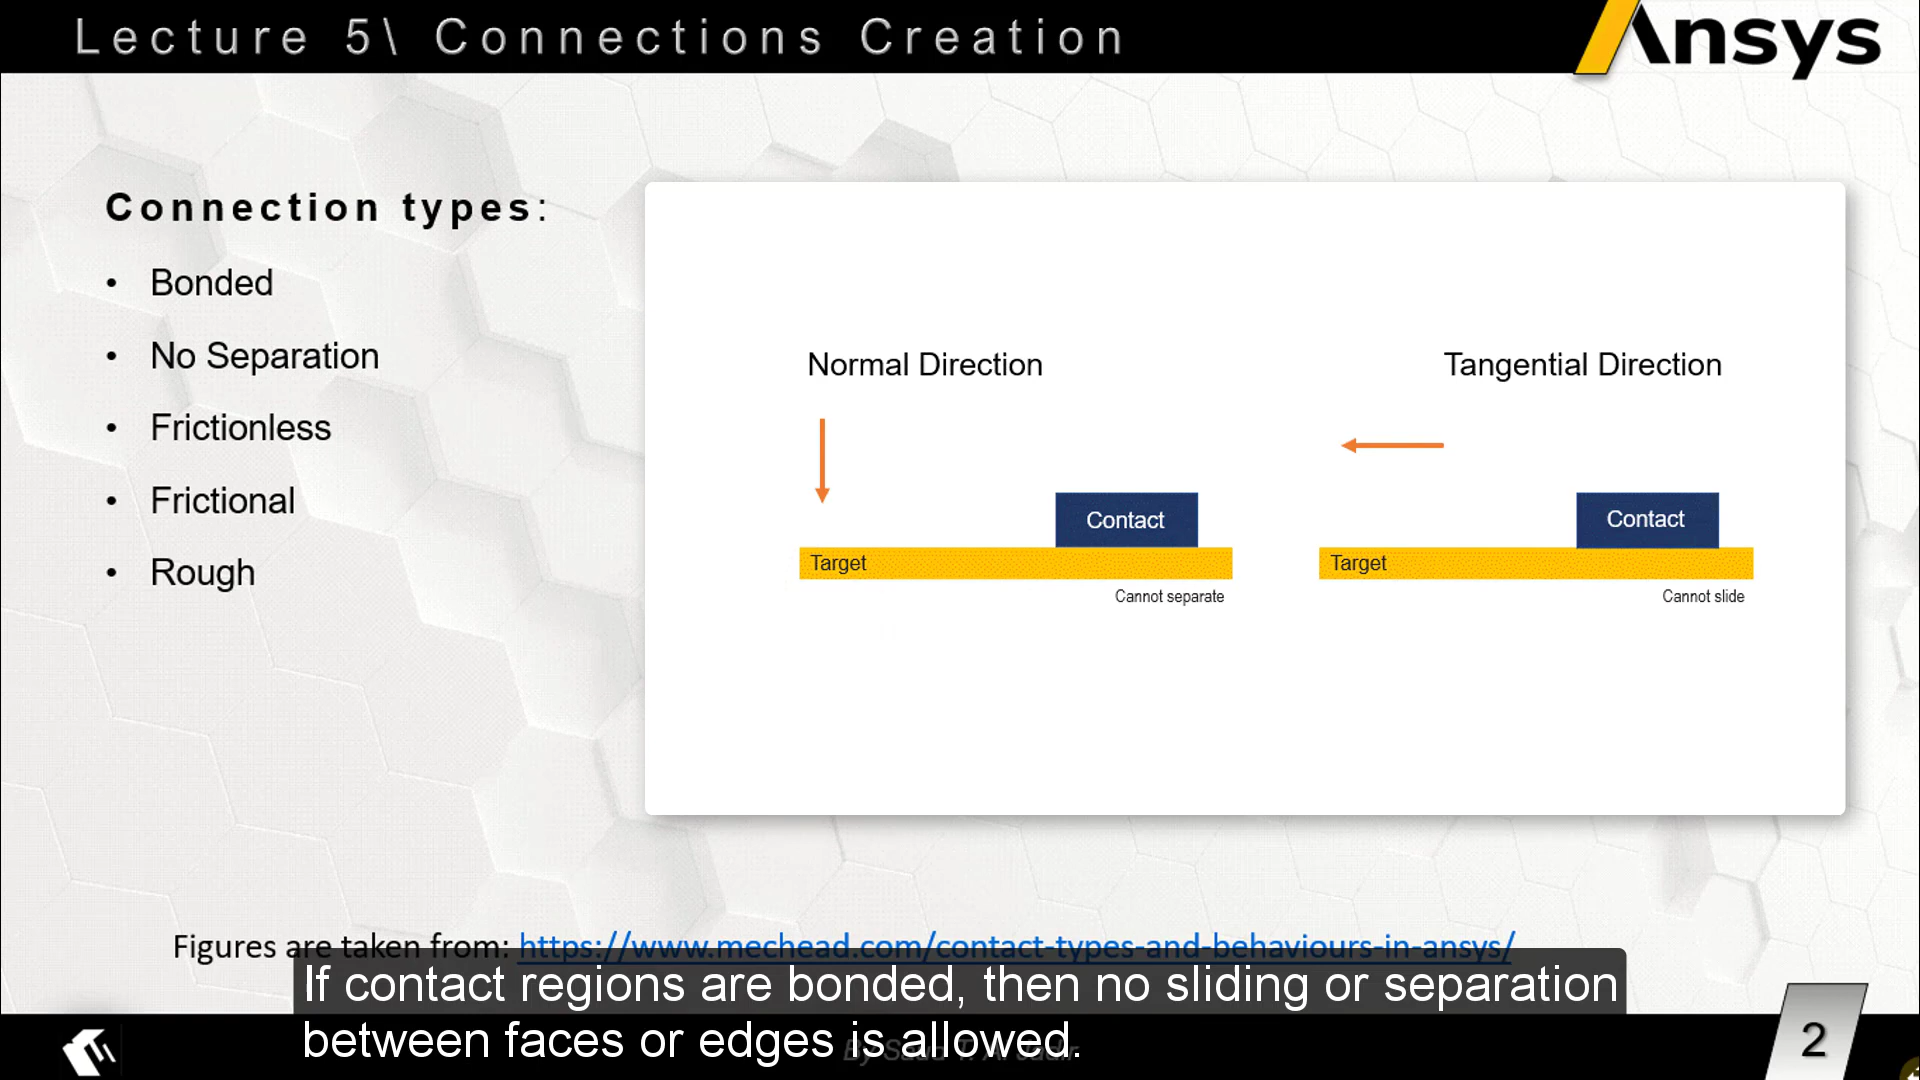 Lecture 5\ Connections Creation
Ansys
Connection types:
• Bonded
• No Separation
• Frictionless
• Frictional
• Rough
Normal Direction
Tangential Direction
Contact
Target
Cannot separate
Contact
Target
Cannot slide
Figures are taken from: https://www.mechead.com/contact-types-and-behaviours-in-ansys/
If contact regions are bonded, then no sliding or separation
between faces or edges is allowed.
2